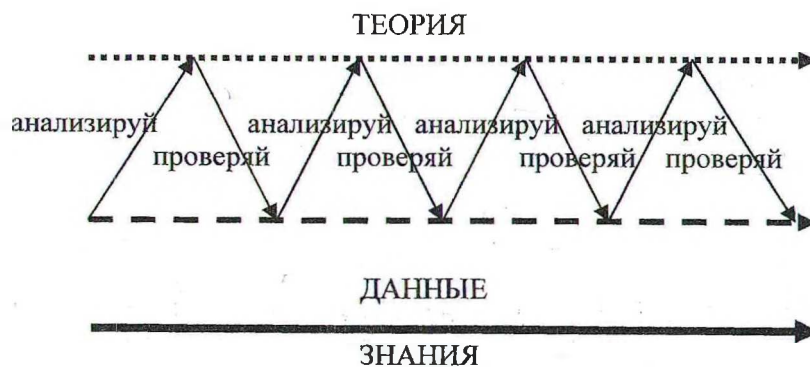 ТЕОРИЯ
анализируй анализируй анализируй анализируй
проверяй проверяй проверяй проверяй
ДАННЫЕ
ЗНАНИЯ